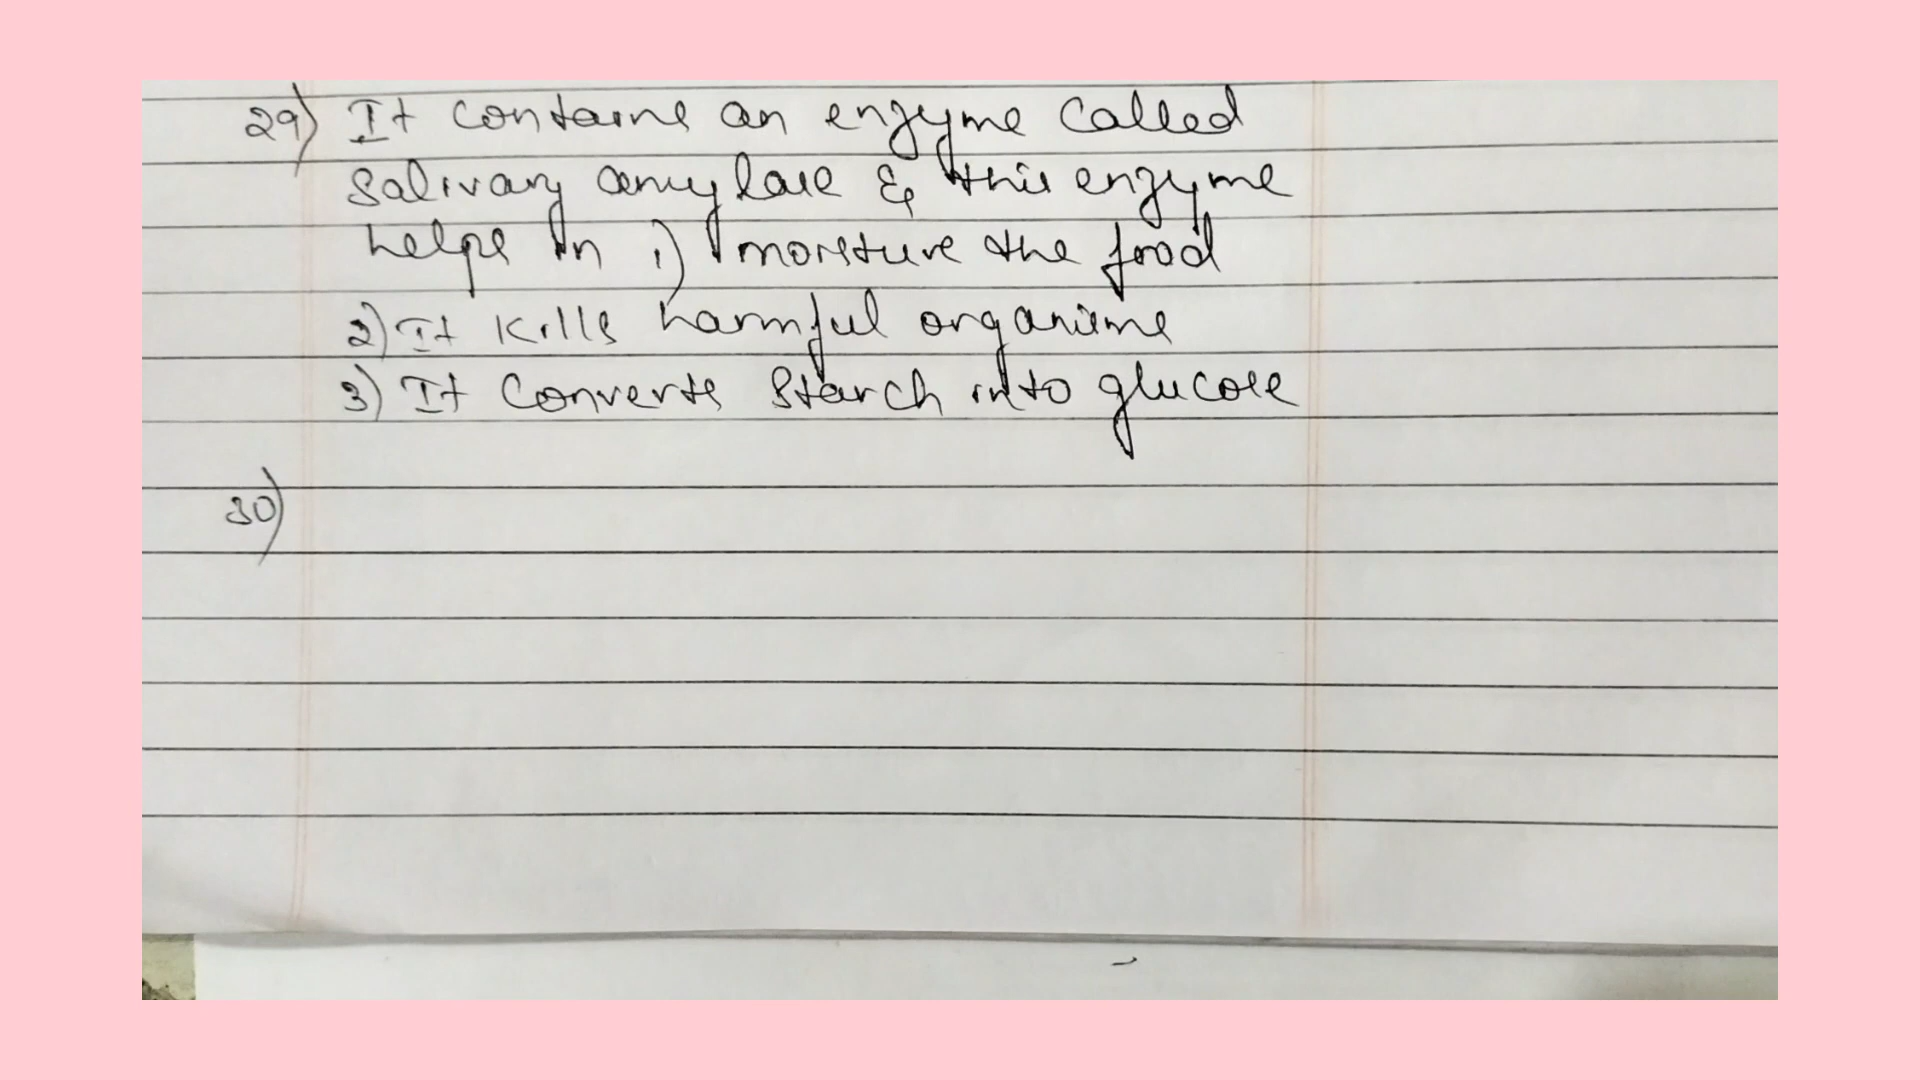 29) It contains an enzyme called
Salivary amylase & this enzyme
helps in 1) moisture the food
2) It kills harmful organisms
3) It converts starch into glucose
30)